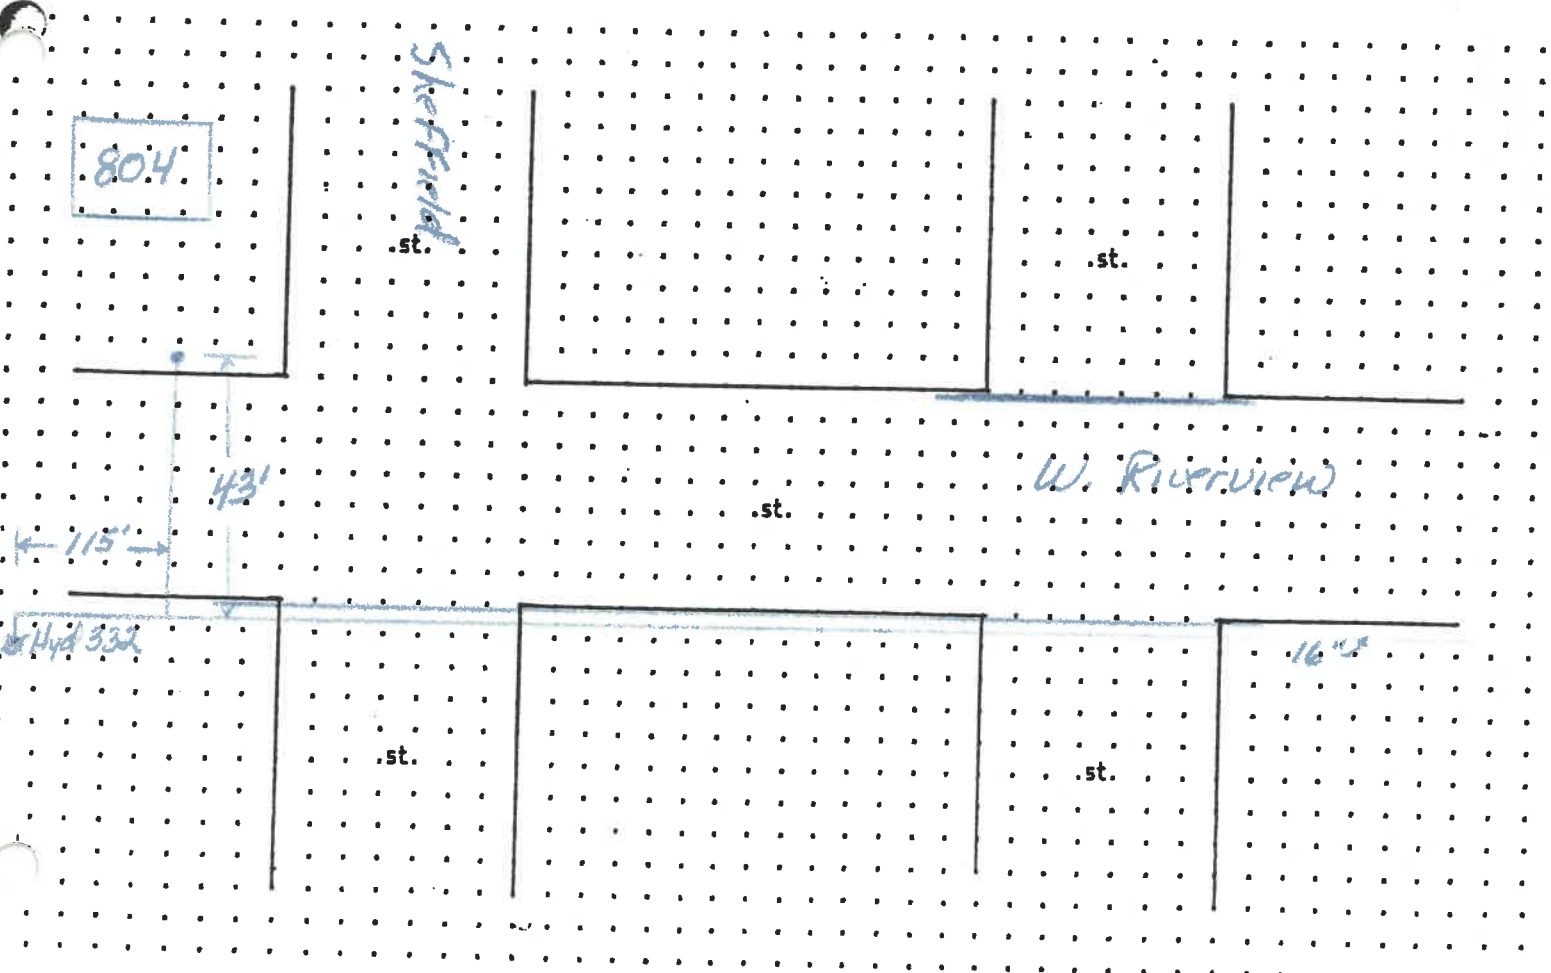 Sheffield
804
.st.
.st.
43'
W. Riverview
.st.
115'
Hyd 332
16"
.st.
.st.